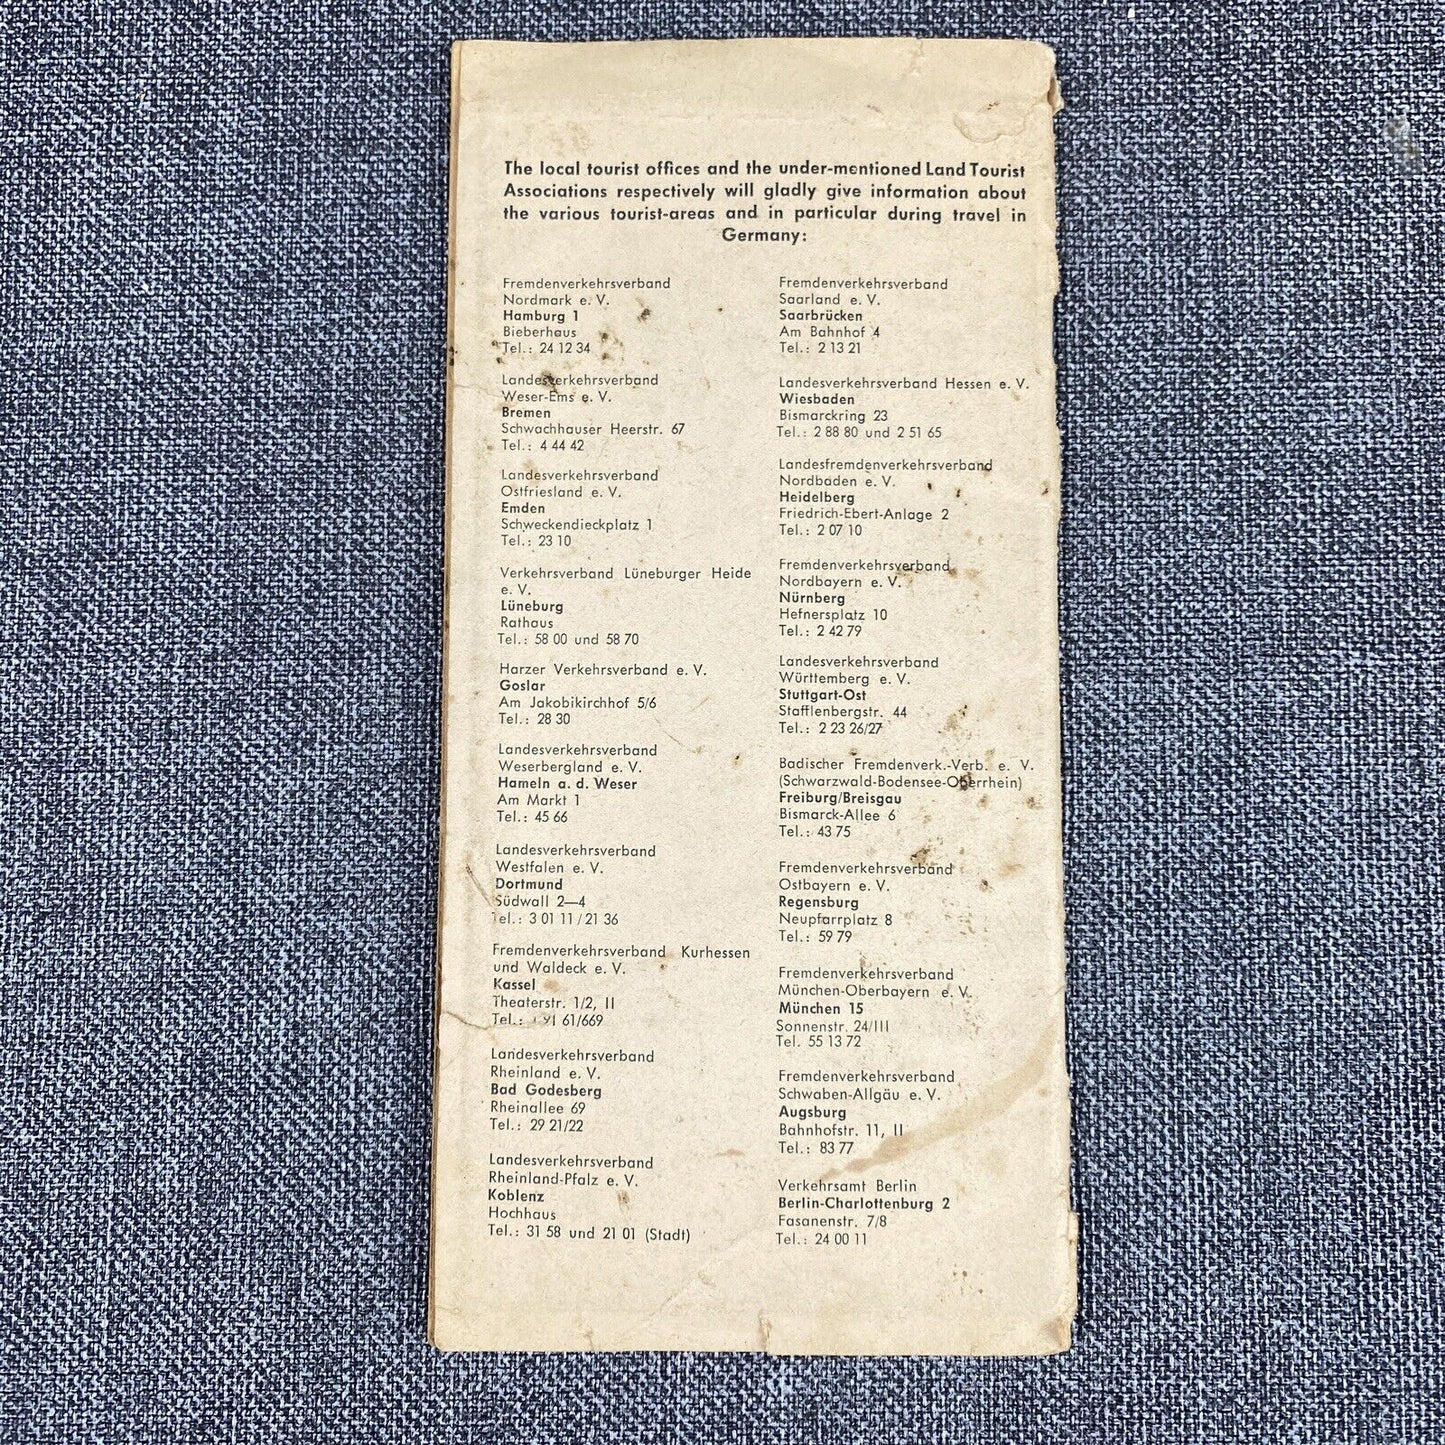 The local tourist offices and the under-mentioned Land Tourist
Associations respectively will gladly give information about
the various tourist-areas and in particular during travel in
Germany:
Fremdenverkehrsverband
Nordmark e. V.
Hamburg 1
Bieberhaus
Tel.: 24 12 34
Landesverkehrsverband
Weser-Ems e. V.
Bremen
Schwachhauser Heerstr. 67
Tel.: 4 44 42
Landesverkehrsverband
Ostfriesland e. V.
Emden
Schweckendieckplatz 1
Tel.: 23 10
Verkehrsverband Lüneburger Heide
e. V.
Lüneburg
Rathaus
Tel.: 58 00 und 58 70
Harzer Verkehrsverband e. V.
Goslar
Am Jakobikirchhof 5/6
Tel.: 28 30
Landesverkehrsverband
Weserbergland e. V.
Hameln a. d. Weser
Am Markt 1
Tel.: 45 66
Landesverkehrsverband
Westfalen e. V.
Dortmund
Südwall 2—4
Tel.: 3 01 11 / 21 36
Fremdenverkehrsverband Kurhessen
und Waldeck e. V.
Kassel
Theaterstr. 1/2, II
Tel.: 61/669
Landesverkehrsverband
Rheinland e. V.
Bad Godesberg
Rheinallee 69
Tel.: 29 21/22
Landesverkehrsverband
Rheinland-Pfalz e. V.
Koblenz
Hochhaus
Tel.: 31 58 und 21 01 (Stadt)
Fremdenverkehrsverband
Saarland e. V.
Saarbrücken
Am Bahnhof 4
Tel.: 2 13 21
Landesverkehrsverband Hessen e. V.
Wiesbaden
Bismarckring 23
Tel.: 2 88 80 und 2 51 65
Landesfremdenverkehrsverband
Nordbaden e. V.
Heidelberg
Friedrich-Ebert-Anlage 2
Tel.: 2 07 10
Fremdenverkehrsverband
Nordbayern e. V.
Nürnberg
Hefnersplatz 10
Tel.: 2 42 79
Landesverkehrsverband
Württemberg e. V.
Stuttgart-Ost
Stafflenbergstr. 44
Tel.: 2 23 26/27
Badischer Fremdenverk.-Verb. e. V.
(Schwarzwald-Bodensee-Oberrhein)
Freiburg/Breisgau
Bismarck-Allee 6
Tel.: 43 75
Fremdenverkehrsverband
Ostbayern e. V.
Regensburg
Neupfarrplatz 8
Tel.: 59 79
Fremdenverkehrsverband
München-Oberbayern e. V.
München 15
Sonnenstr. 24/III
Tel. 55 13 72
Fremdenverkehrsverband
Schwaben-Allgäu e. V.
Augsburg
Bahnhofstr. 11, II
Tel.: 83 77
Verkehrsamt Berlin
Berlin-Charlottenburg 2
Fasanenstr. 7/8
Tel.: 24 00 11